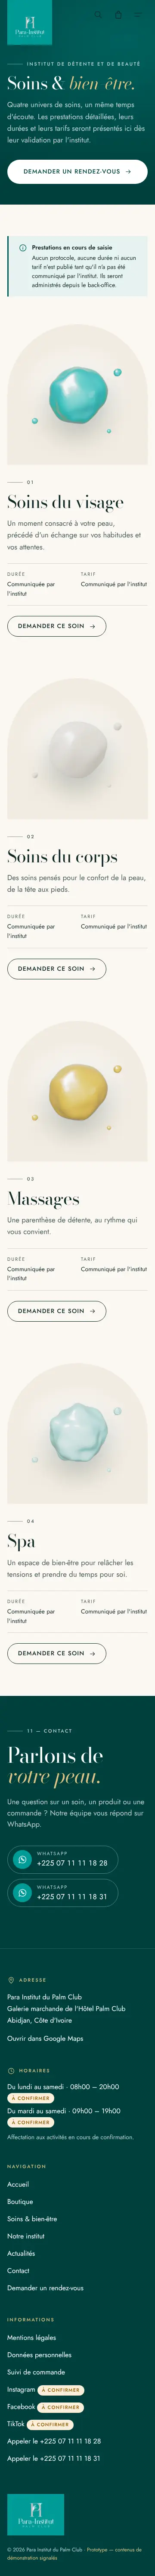 Para-Institut
PALM CLUB
INSTITUT DE DÉTENTE ET DE BEAUTÉ
Soins &
bien-être.
Quatre univers de soins, un même temps
d'écoute. Les prestations détaillées, leurs
durées et leurs tarifs seront présentés ici dès
leur validation par l'institut.
DEMANDER UN RENDEZ-VOUS →
Prestations en cours de saisie
Aucun protocole, aucune durée ni aucun
tarif n'est publié tant qu'il n'a pas été
communiqué par l'institut. Ils seront
administrés depuis le back-office.
01
Soins du visage
Un moment consacré à votre peau,
précédé d'un échange sur vos habitudes et
vos attentes.
DURÉE
TARIF
Communiquée par
l'institut
Communiqué par l'institut
DEMANDER CE SOIN →
02
Soins du corps
Des soins pensés pour le confort de la peau,
de la tête aux pieds.
DURÉE
TARIF
Communiquée par
l'institut
Communiqué par l'institut
DEMANDER CE SOIN →
03
Massages
Une parenthèse de détente, au rythme qui
vous convient.
DURÉE
TARIF
Communiquée par
l'institut
Communiqué par l'institut
DEMANDER CE SOIN →
04
Spa
Un espace de bien-être pour relâcher les
tensions et prendre du temps pour soi.
DURÉE
TARIF
Communiquée par
l'institut
Communiqué par l'institut
DEMANDER CE SOIN →
11 — CONTACT
Parlons de
votre peau.
Une question sur un soin, un produit ou une
commande ? Notre équipe vous répond sur
WhatsApp.
WHATSAPP
+225 07 11 11 18 28
WHATSAPP
+225 07 11 11 18 31
ADRESSE
Para Institut du Palm Club
Galerie marchande de l'Hôtel Palm Club
Abidjan, Côte d'Ivoire
Ouvrir dans Google Maps
HORAIRES
Du lundi au samedi · 08h00 – 20h00
À CONFIRMER
Du mardi au samedi · 09h00 – 19h00
À CONFIRMER
Affectation aux activités en cours de confirmation.
NAVIGATION
Accueil
Boutique
Soins & bien-être
Notre institut
Actualités
Contact
Demander un rendez-vous
INFORMATIONS
Mentions légales
Données personnelles
Suivi de commande
Instagram À CONFIRMER
Facebook À CONFIRMER
TikTok À CONFIRMER
Appeler le +225 07 11 11 18 28
Appeler le +225 07 11 11 18 31
Para-Institut
PALM CLUB
© 2026 Para Institut du Palm Club · Prototype — contenus de
démonstration signalés